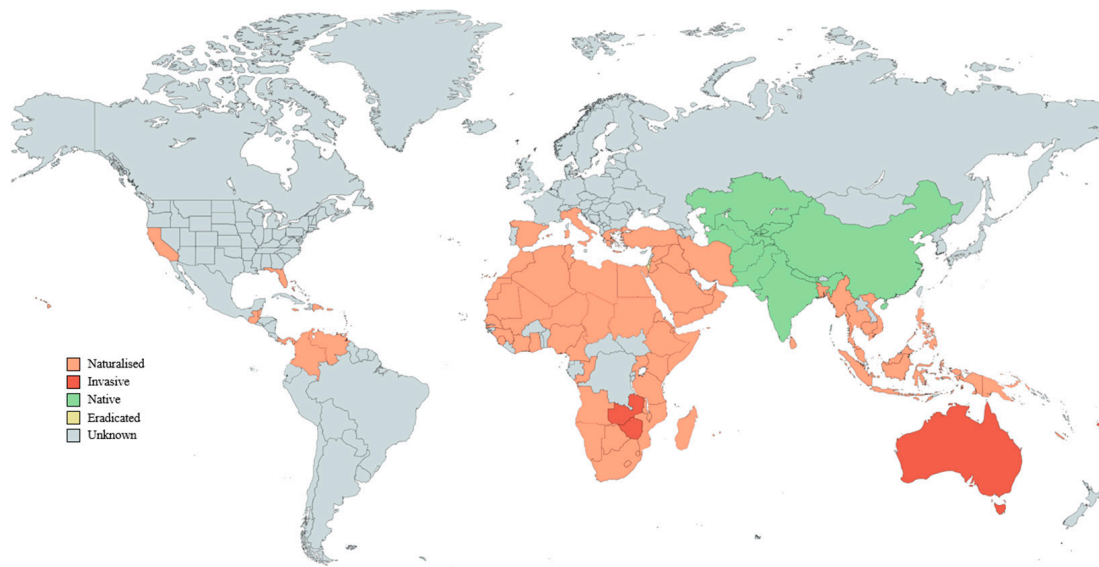 Naturalised
Invasive
Native
Eradicated
Unknown